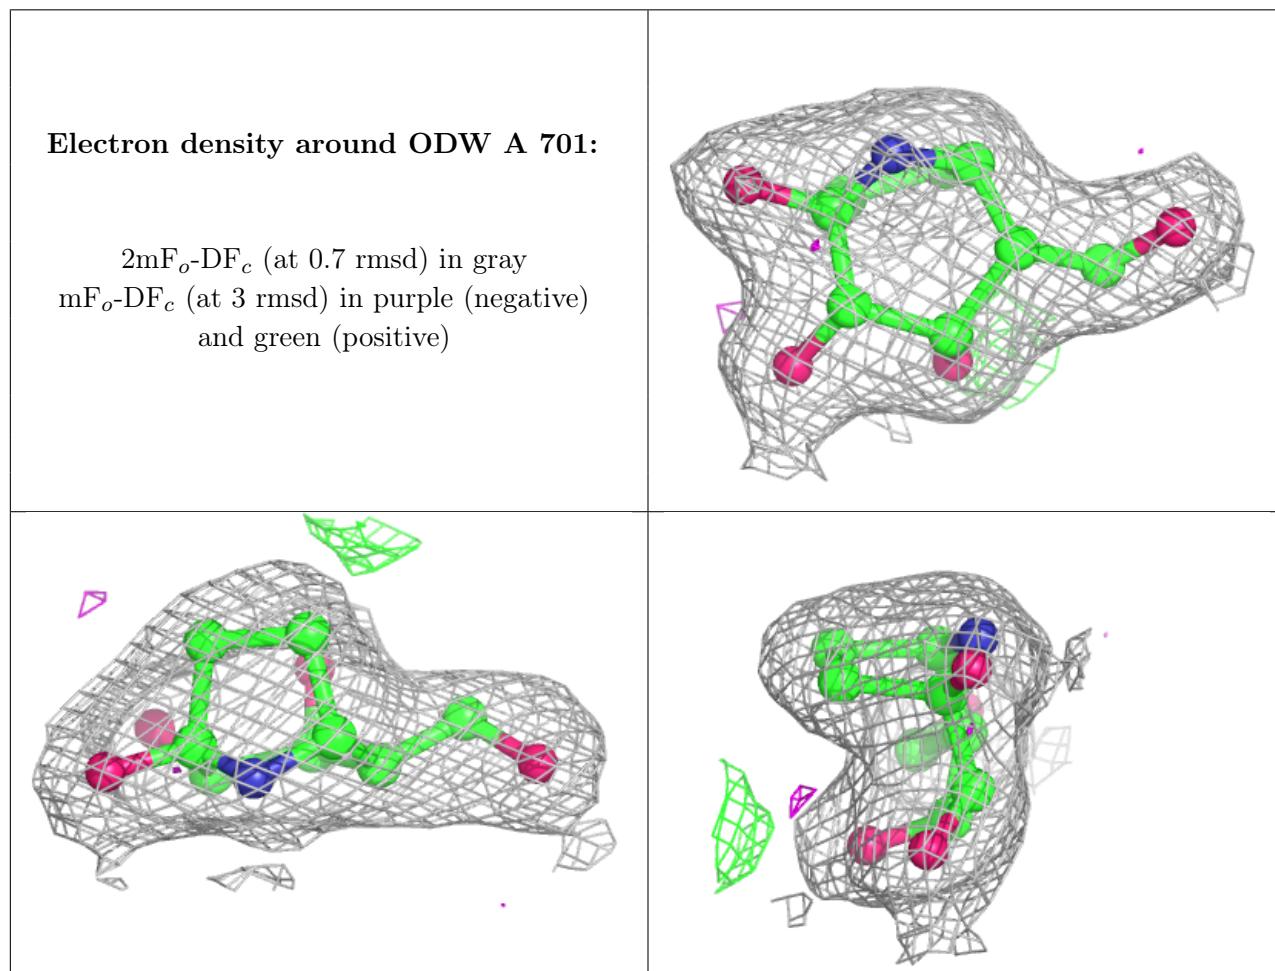 Electron density around ODW A 701:
2mFo-DFc (at 0.7 rmsd) in gray
mFo-DFc (at 3 rmsd) in purple (negative)
and green (positive)